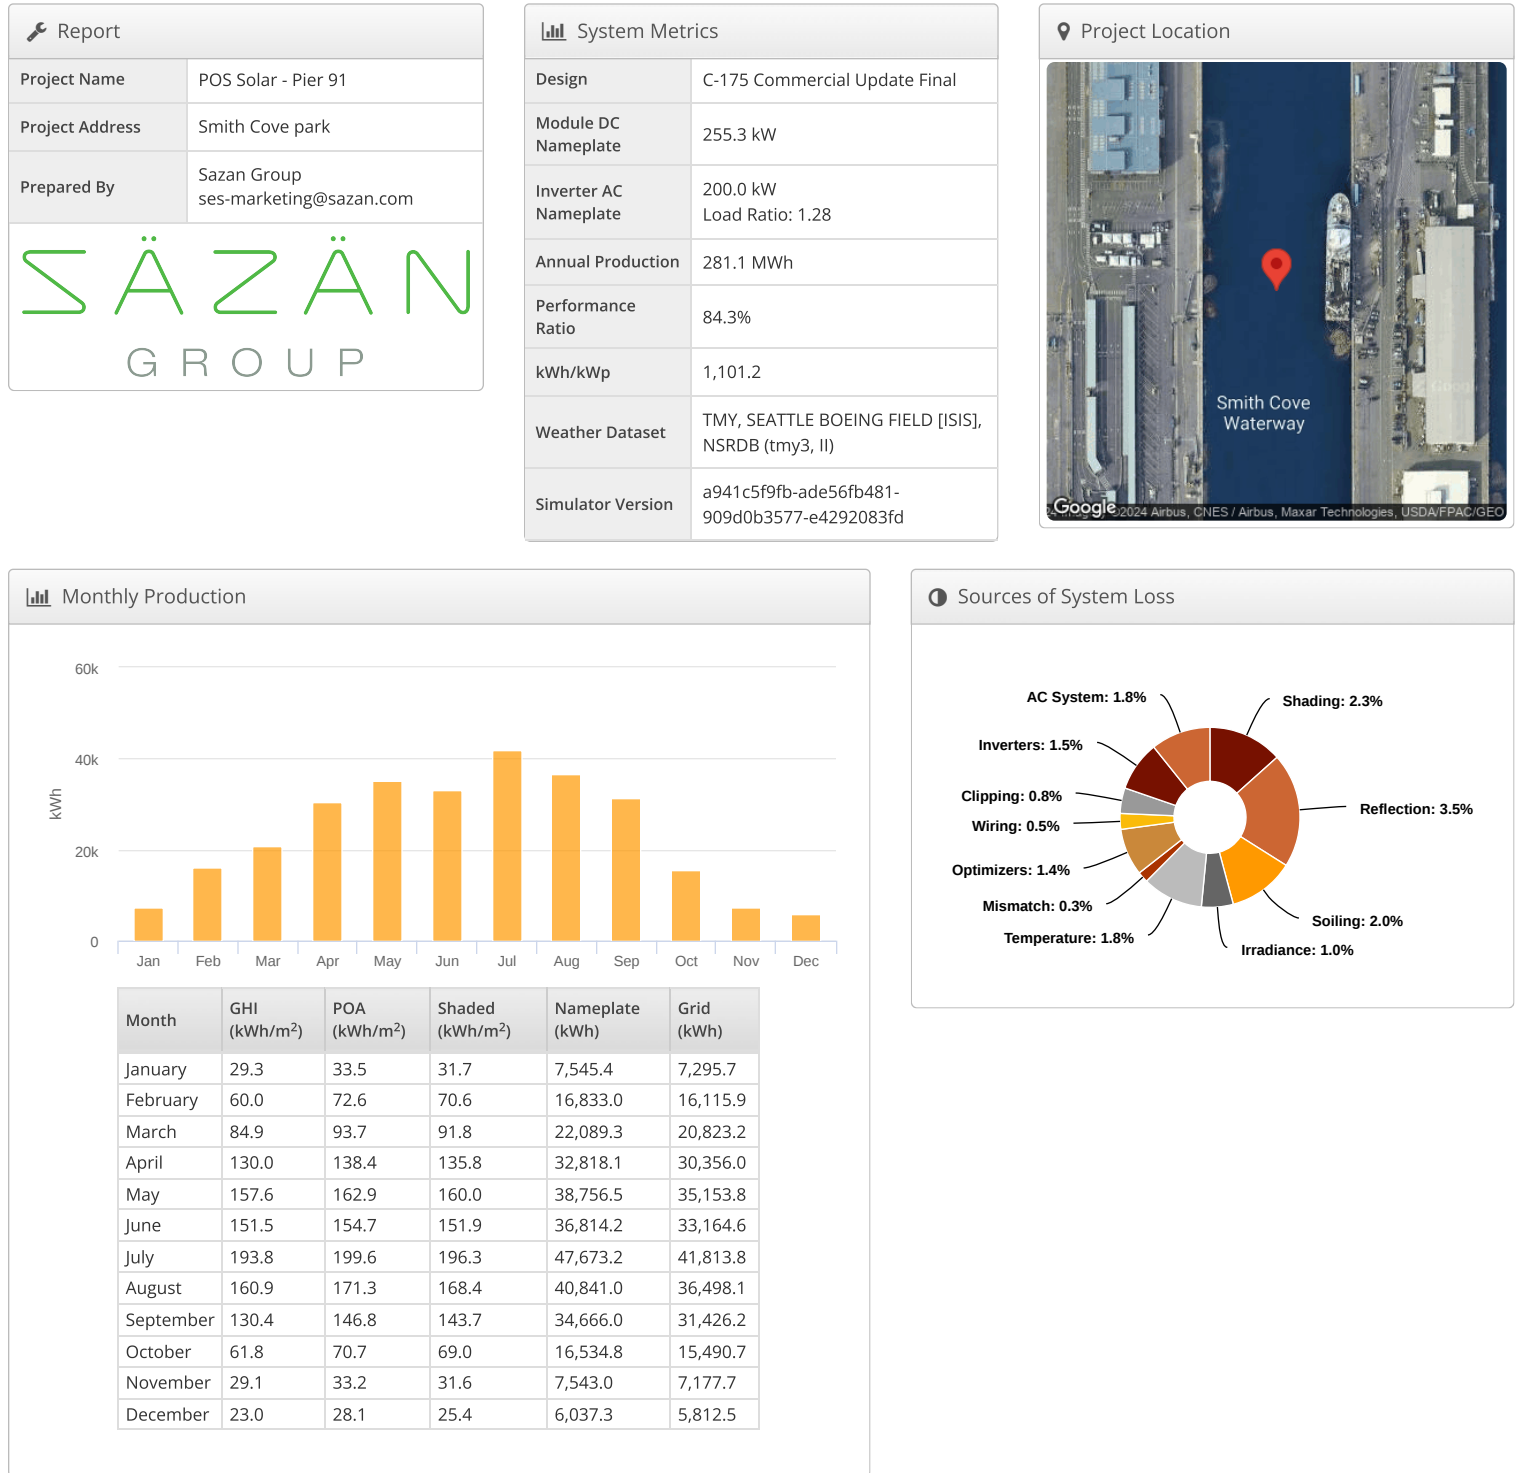 Report
Project Name POS Solar - Pier 91
Project Address Smith Cove park
Prepared By Sazan Group
ses-marketing@sazan.com
SÄZÄN
GROUP
System Metrics
Design C-175 Commercial Update Final
Module DC
Nameplate 255.3 kW
Inverter AC
Nameplate 200.0 kW
Load Ratio: 1.28
Annual Production 281.1 MWh
Performance
Ratio 84.3%
kWh/kWp 1,101.2
Weather Dataset TMY, SEATTLE BOEING FIELD [ISIS],
NSRDB (tmy3, II)
Simulator Version a941c5f9fb-ade56fb481-
909d0b3577-e4292083fd
Project Location
Smith Cove
Waterway
Google
©2024 Airbus, CNES / Airbus, Maxar Technologies, USDA/FPAC/GEO
Monthly Production
60k
40k
20k
0
kWh
Jan Feb Mar Apr May Jun Jul Aug Sep Oct Nov Dec
Month GHI (kWh/m²) POA (kWh/m²) Shaded (kWh/m²) Nameplate (kWh) Grid (kWh)
January 29.3 33.5 31.7 7,545.4 7,295.7
February 60.0 72.6 70.6 16,833.0 16,115.9
March 84.9 93.7 91.8 22,089.3 20,823.2
April 130.0 138.4 135.8 32,818.1 30,356.0
May 157.6 162.9 160.0 38,756.5 35,153.8
June 151.5 154.7 151.9 36,814.2 33,164.6
July 193.8 199.6 196.3 47,673.2 41,813.8
August 160.9 171.3 168.4 40,841.0 36,498.1
September 130.4 146.8 143.7 34,666.0 31,426.2
October 61.8 70.7 69.0 16,534.8 15,490.7
November 29.1 33.2 31.6 7,543.0 7,177.7
December 23.0 28.1 25.4 6,037.3 5,812.5
Sources of System Loss
AC System: 1.8%
Shading: 2.3%
Inverters: 1.5%
Clipping: 0.8%
Reflection: 3.5%
Wiring: 0.5%
Optimizers: 1.4%
Mismatch: 0.3%
Soiling: 2.0%
Temperature: 1.8%
Irradiance: 1.0%